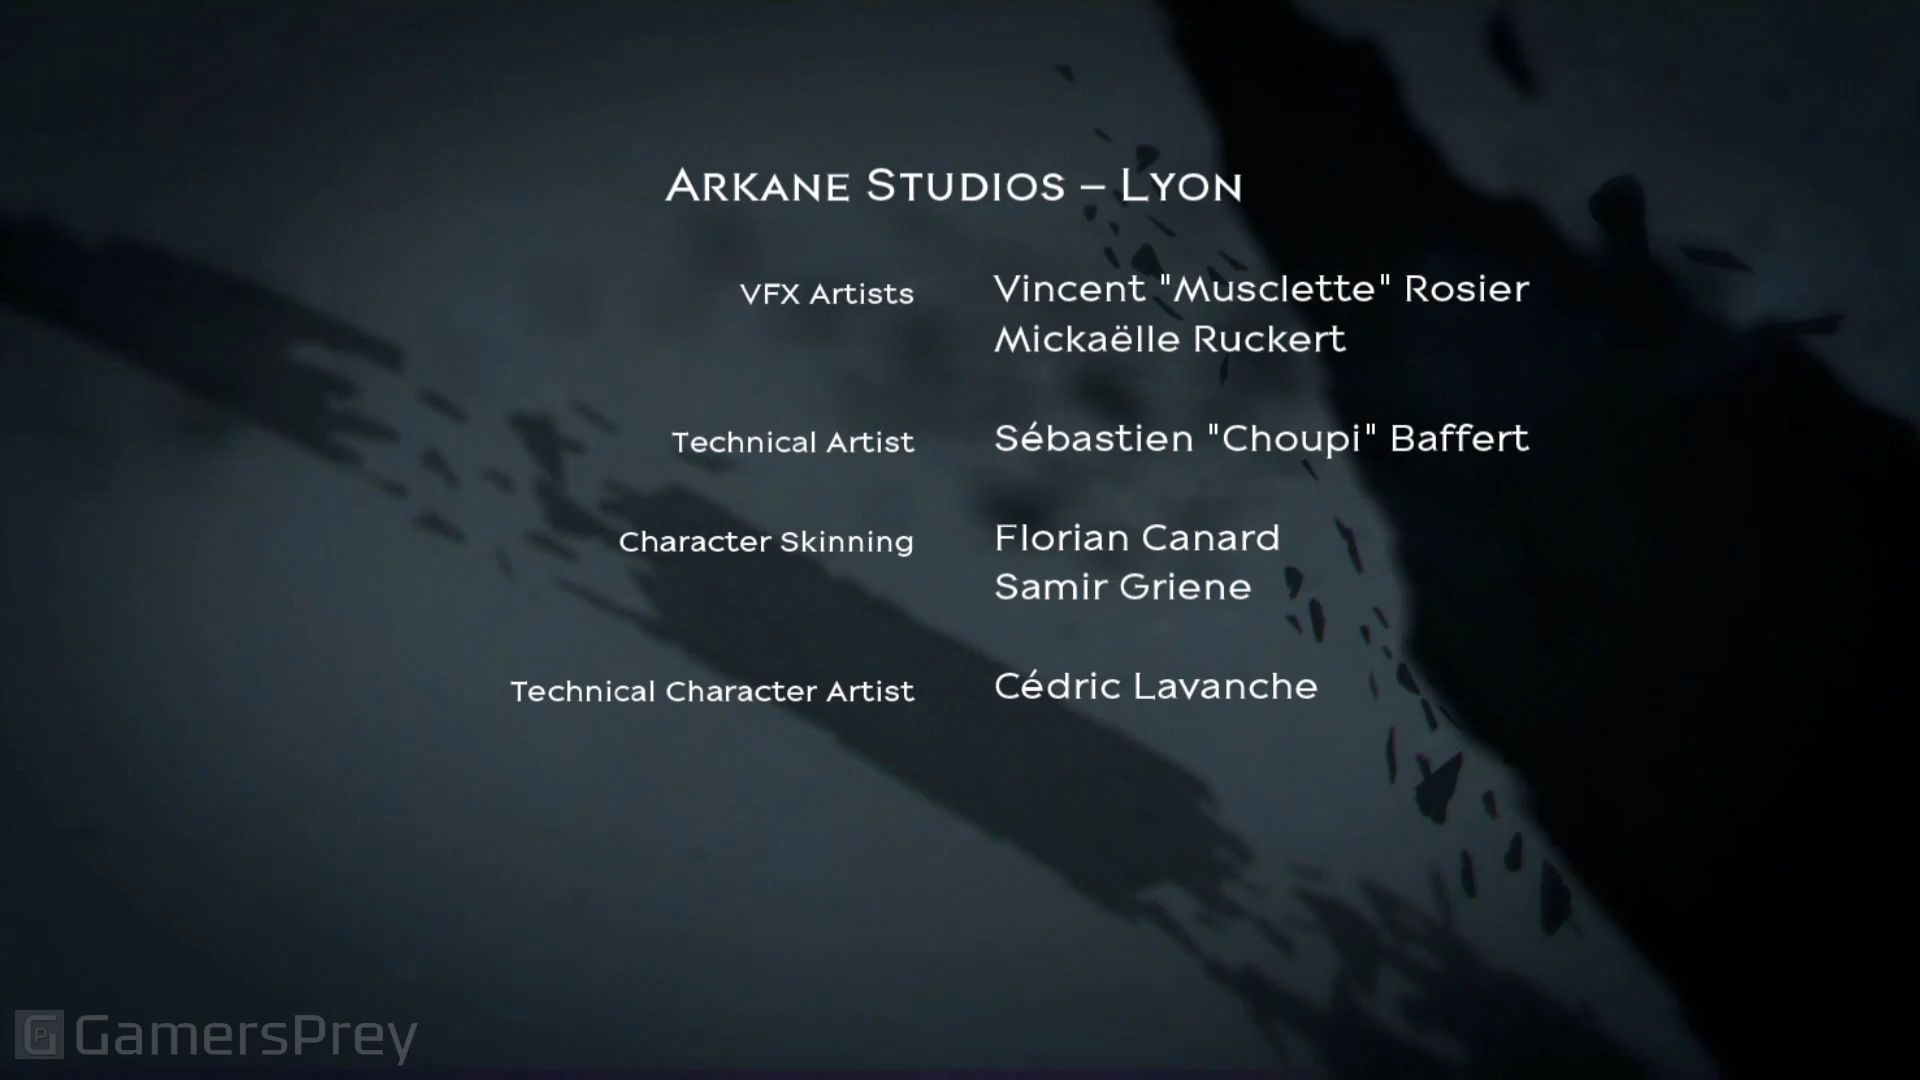 Arkane Studios – Lyon
VFX Artists Vincent "Musclette" Rosier
Mickaëlle Ruckert
Technical Artist Sébastien "Choupi" Baffert
Character Skinning Florian Canard
Samir Griene
Technical Character Artist Cédric Lavanche
GamersPrey